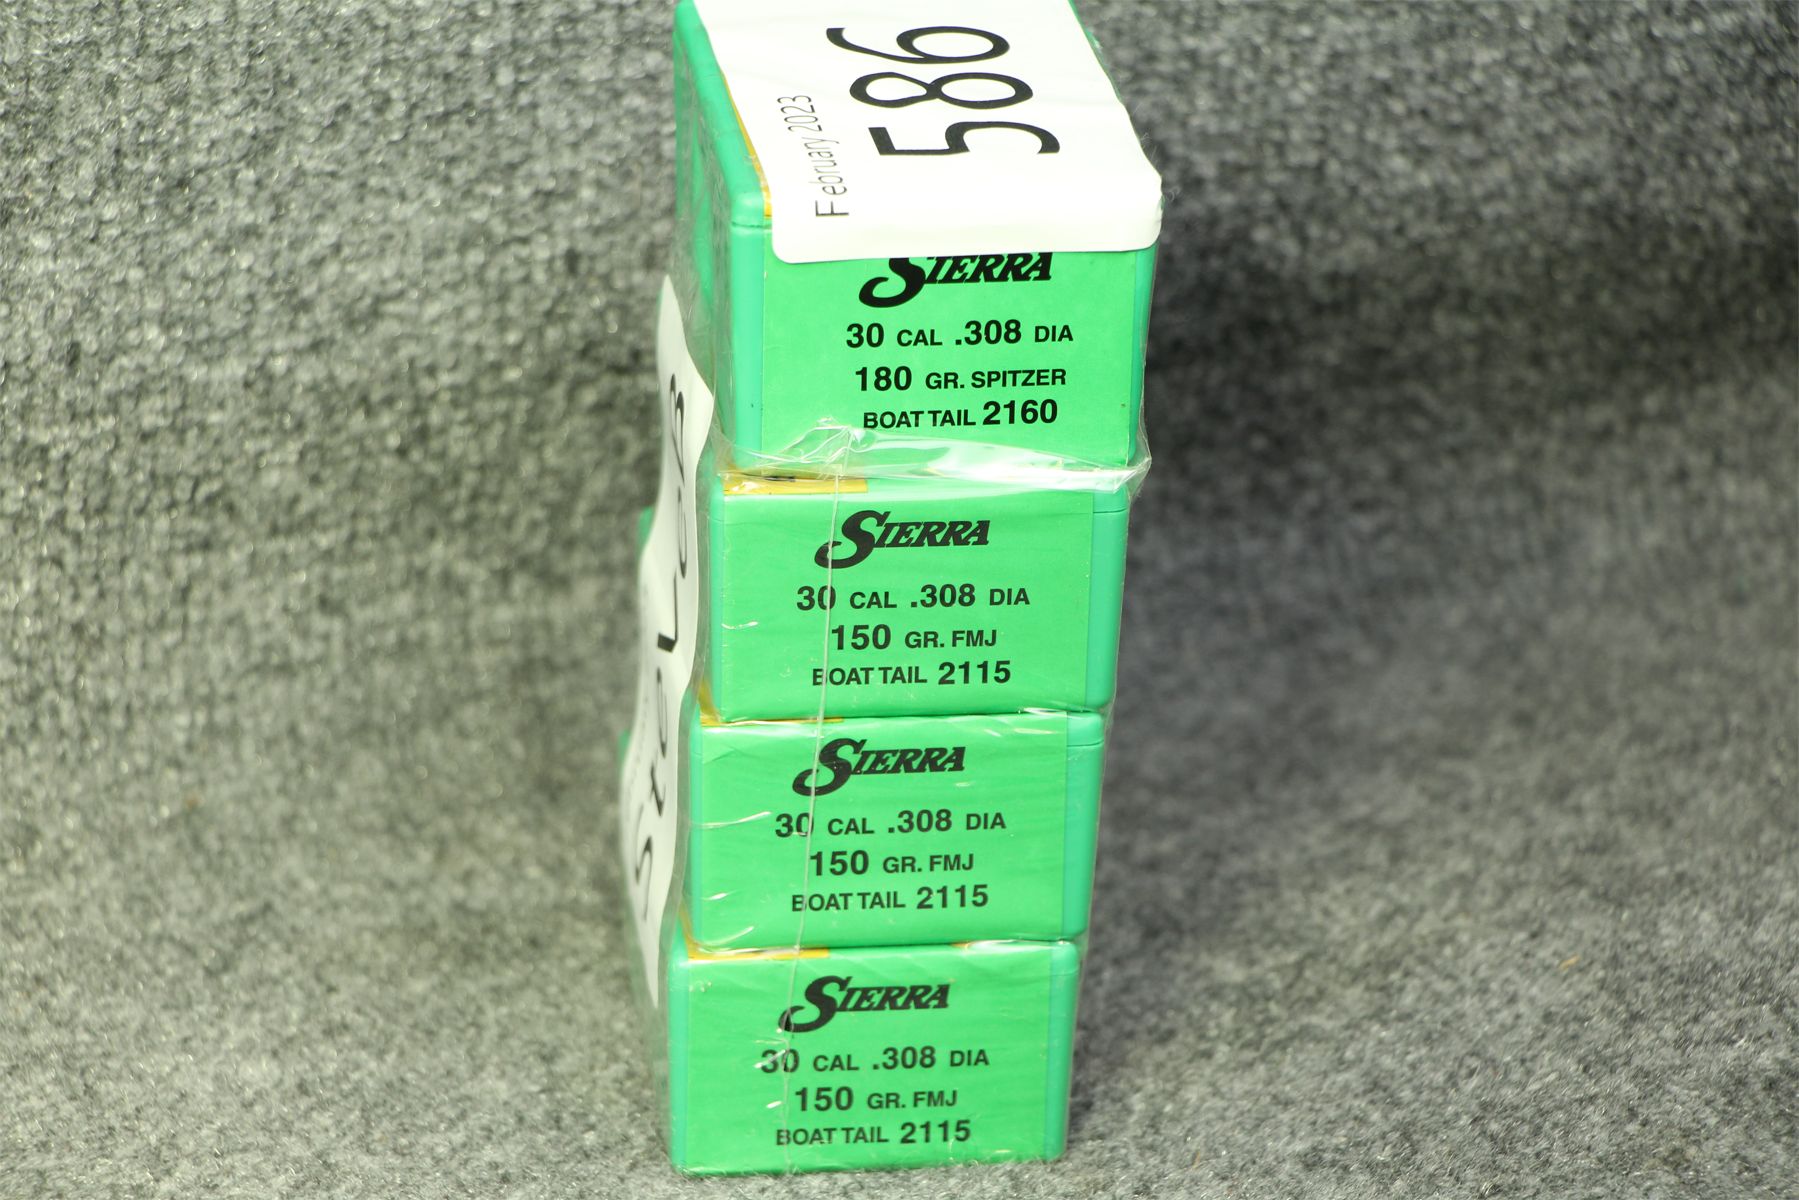 586
February 2023
SIERRA
30 CAL .308 DIA
180 GR. SPITZER
BOAT TAIL 2160
SIERRA
30 CAL .308 DIA
150 GR. FMJ
BOAT TAIL 2115
SIERRA
30 CAL .308 DIA
150 GR. FMJ
BOAT TAIL 2115
SIERRA
30 CAL .308 DIA
150 GR. FMJ
BOAT TAIL 2115